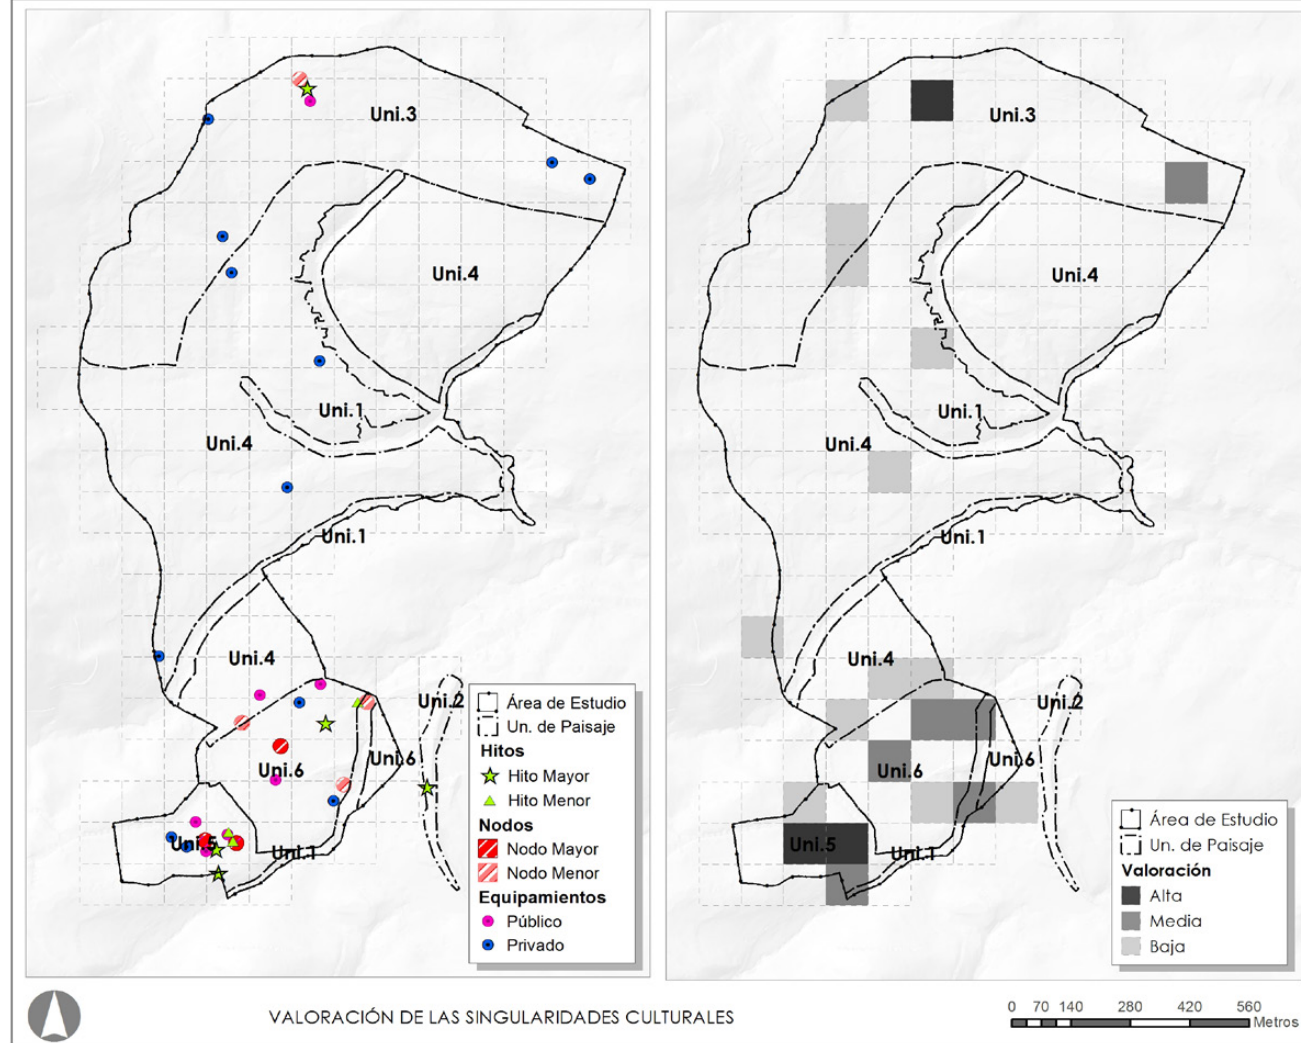 Uni.3
Uni.4
Uni.1
Uni.4
Uni.1
Uni.4
Uni.2
Uni.6
Uni.6
Uni.5
Uni.1
Área de Estudio
Un. de Paisaje
Hitos
Hito Mayor
Hito Menor
Nodos
Nodo Mayor
Nodo Menor
Equipamientos
Público
Privado
Uni.3
Uni.4
Uni.1
Uni.4
Uni.1
Uni.4
Uni.2
Uni.6
Uni.6
Uni.5
Uni.1
Área de Estudio
Un. de Paisaje
Valoración
Alta
Media
Baja
VALORACIÓN DE LAS SINGULARIDADES CULTURALES
0 70 140 280 420 560
Metros